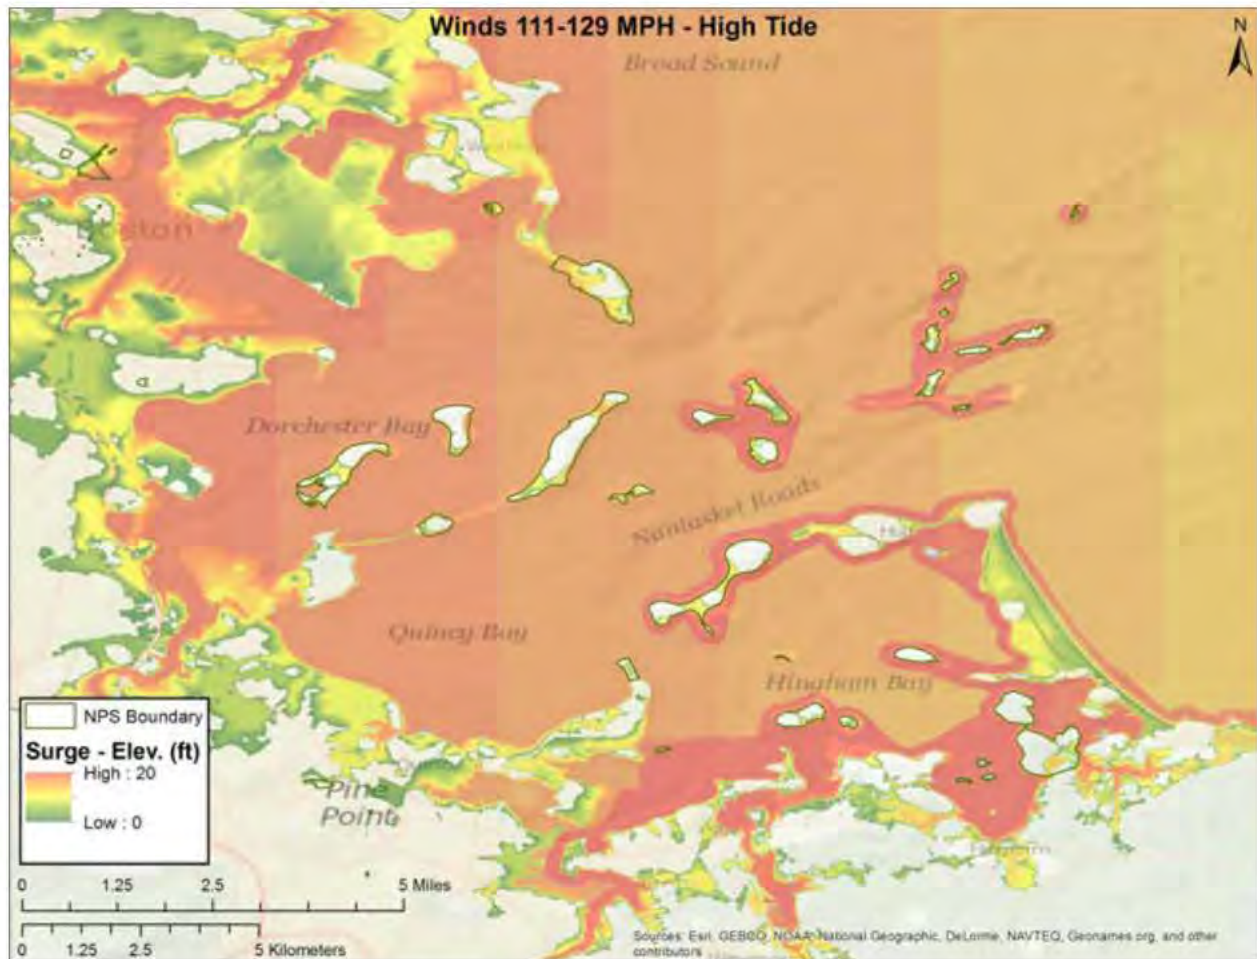 Winds 111-129 MPH - High Tide
N
Broad Sound
Boston
Dorchester Bay
Nantasket Roads
Hull
Quincy Bay
Hingham Bay
NPS Boundary
Surge - Elev. (ft)
High : 20
Low : 0
Pine
Point
0 1.25 2.5 5 Miles
0 1.25 2.5 5 Kilometers
Sources: Esri, GEBCO, NOAA, National Geographic, DeLorme, NAVTEQ, Geonames.org, and other
contributors